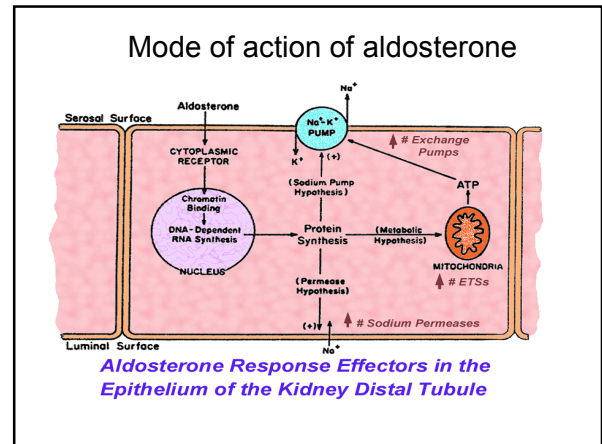 Mode of action of aldosterone
Na⁺
Aldosterone
Serosal Surface
Na⁺-K⁺
PUMP
K⁺
(+)
# Exchange
Pumps
CYTOPLASMIC
RECEPTOR
ATP
Chromatin
Binding
(Sodium Pump
Hypothesis)
DNA-Dependent
RNA Synthesis
Protein
Synthesis
(Metabolic
Hypothesis)
NUCLEUS
MITOCHONDRIA
# ETSs
(Permease
Hypothesis)
(+)
# Sodium Permeases
Luminal Surface
Na⁺
Aldosterone Response Effectors in the
Epithelium of the Kidney Distal Tubule